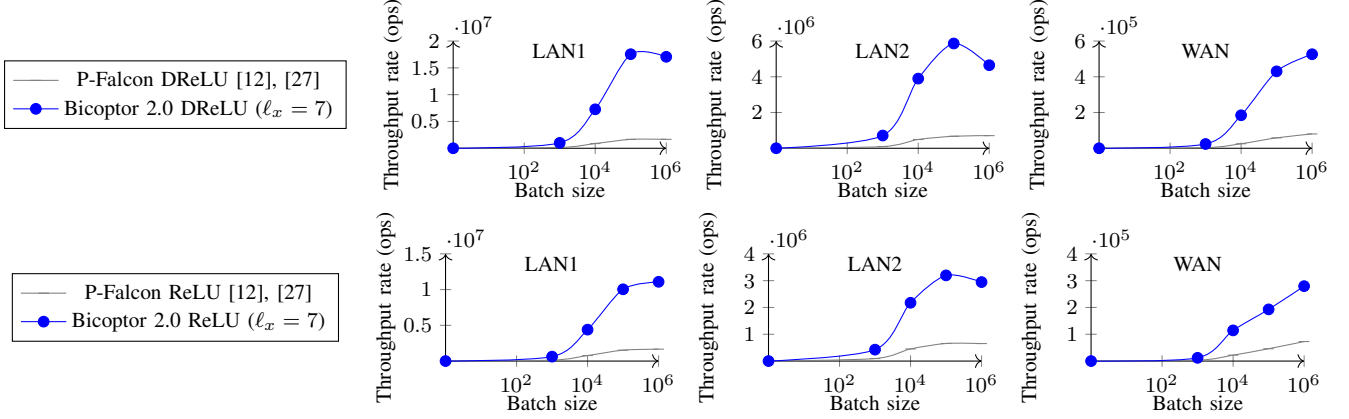 P-Falcon DReLU [12], [27]
Bicoptor 2.0 DReLU (ℓx = 7)
·10^7
LAN1
Throughput rate (ops)
2
1.5
1
0.5
10^2
10^4
10^6
Batch size
·10^6
LAN2
Throughput rate (ops)
6
4
2
10^2
10^4
10^6
Batch size
·10^5
WAN
Throughput rate (ops)
6
4
2
10^2
10^4
10^6
Batch size
P-Falcon ReLU [12], [27]
Bicoptor 2.0 ReLU (ℓx = 7)
·10^7
LAN1
Throughput rate (ops)
1.5
1
0.5
10^2
10^4
10^6
Batch size
·10^6
LAN2
Throughput rate (ops)
4
3
2
1
10^2
10^4
10^6
Batch size
·10^5
WAN
Throughput rate (ops)
4
3
2
1
10^2
10^4
10^6
Batch size